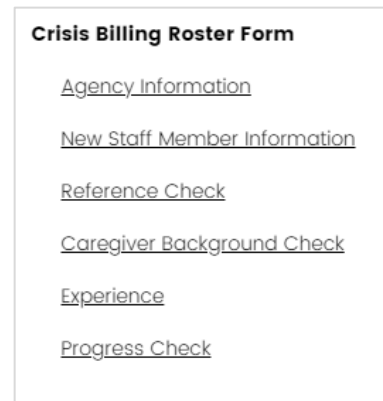 Crisis Billing Roster Form
Agency Information
New Staff Member Information
Reference Check
Caregiver Background Check
Experience
Progress Check